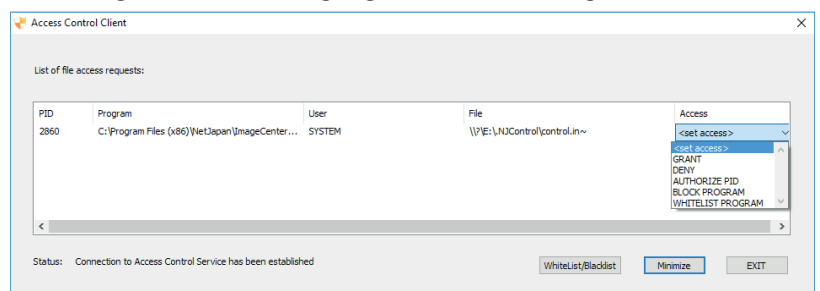 Access Control Client
List of file access requests:
PID Program User File Access
2860 C:\Program Files (x86)\NetJapan\ImageCenter... SYSTEM \\?\E:\.NJControl\control.in~ <set access>
<set access>
GRANT
DENY
AUTHORIZE PID
BLOCK PROGRAM
WHITELIST PROGRAM
Status: Connection to Access Control Service has been established
WhiteList/Blacklist Minimize EXIT